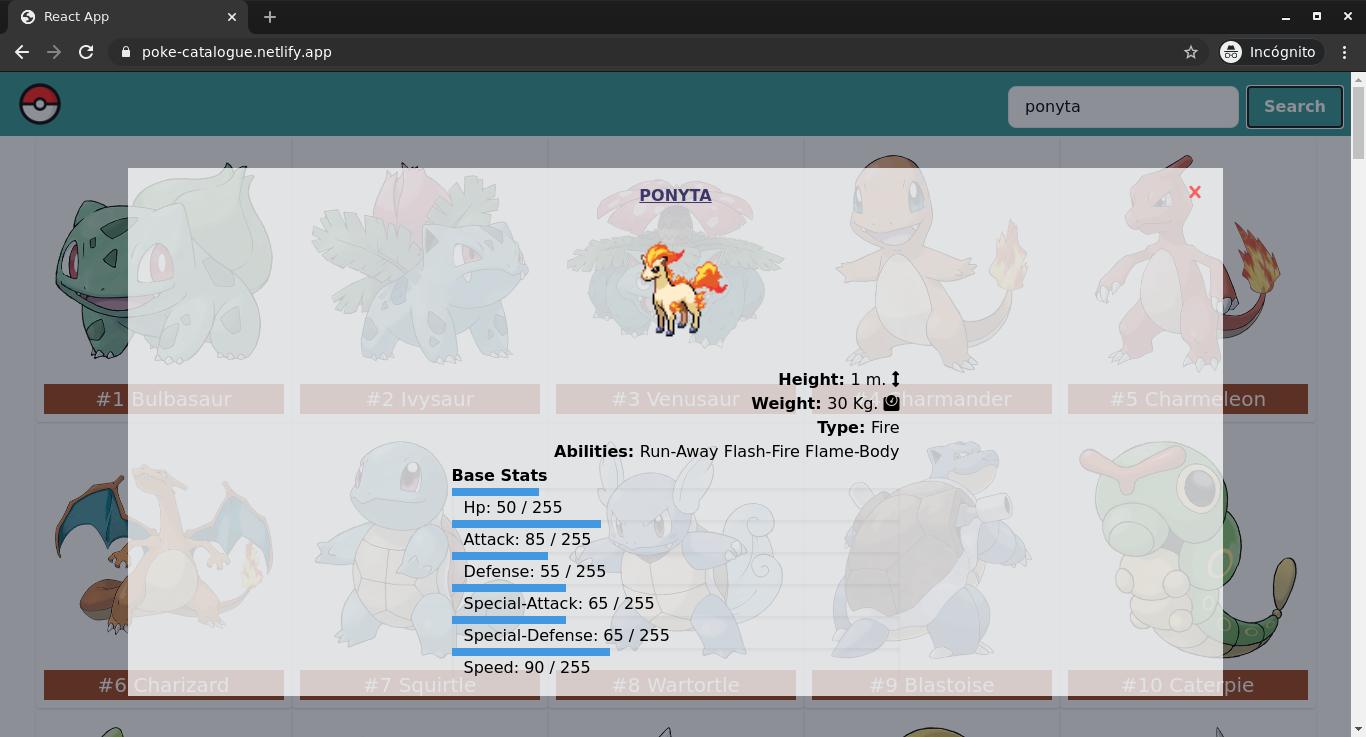 React App
poke-catalogue.netlify.app
Incógnito
ponyta
Search
PONYTA
Height: 1 m.
Weight: 30 Kg.
Type: Fire
Abilities: Run-Away Flash-Fire Flame-Body
Base Stats
Hp: 50 / 255
Attack: 85 / 255
Defense: 55 / 255
Special-Attack: 65 / 255
Special-Defense: 65 / 255
Speed: 90 / 255
#1 Bulbasaur
#2 Ivysaur
#3 Venusaur
#4 Charmander
#5 Charmeleon
#6 Charizard
#7 Squirtle
#8 Wartortle
#9 Blastoise
#10 Caterpie